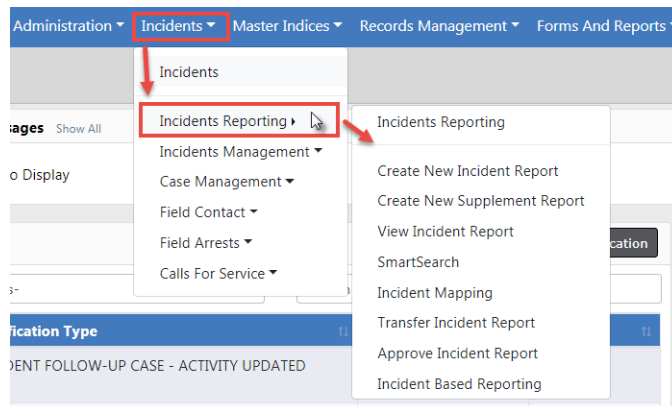 Administration Incidents Master Indices Records Management Forms And Reports
Incidents
Incidents Reporting
Incidents Reporting
ages Show All
Incidents Management
o Display
Create New Incident Report
Case Management
Create New Supplement Report
Field Contact
View Incident Report
Field Arrests
cation
SmartSearch
Calls For Service
s-
Incident Mapping
fication Type
Transfer Incident Report
DENT FOLLOW-UP CASE - ACTIVITY UPDATED
Approve Incident Report
Incident Based Reporting